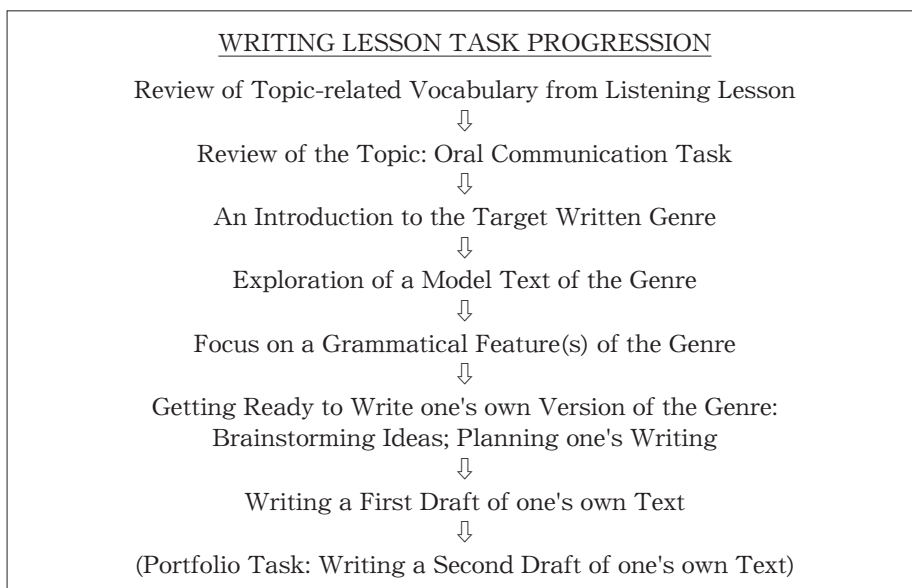 WRITING LESSON TASK PROGRESSION
Review of Topic-related Vocabulary from Listening Lesson
⇩
Review of the Topic: Oral Communication Task
⇩
An Introduction to the Target Written Genre
⇩
Exploration of a Model Text of the Genre
⇩
Focus on a Grammatical Feature(s) of the Genre
⇩
Getting Ready to Write one's own Version of the Genre:
Brainstorming Ideas; Planning one's Writing
⇩
Writing a First Draft of one's own Text
⇩
(Portfolio Task: Writing a Second Draft of one's own Text)